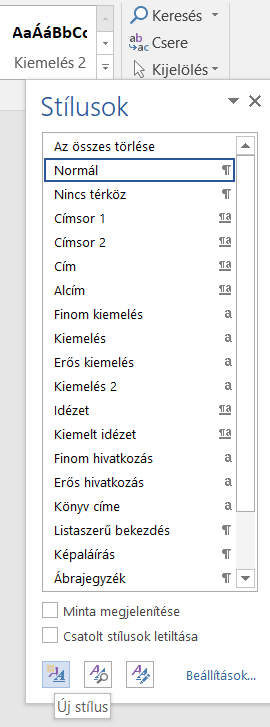 AaÁáBbCc
Kiemelés 2
Keresés
ab
ac
Csere
Kijelölés
Stílusok
Az összes törlése
Normál ¶
Nincs térköz ¶
Címsor 1 ¶a
Címsor 2 ¶a
Cím ¶a
Alcím ¶a
Finom kiemelés a
Kiemelés a
Erős kiemelés a
Kiemelés 2 a
Idézet ¶a
Kiemelt idézet ¶a
Finom hivatkozás a
Erős hivatkozás a
Könyv címe a
Listaszerű bekezdés ¶
Képaláírás ¶
Ábrajegyzék ¶
Minta megjelenítése
Csatolt stílusok letiltása
Beállítások...
Új stílus